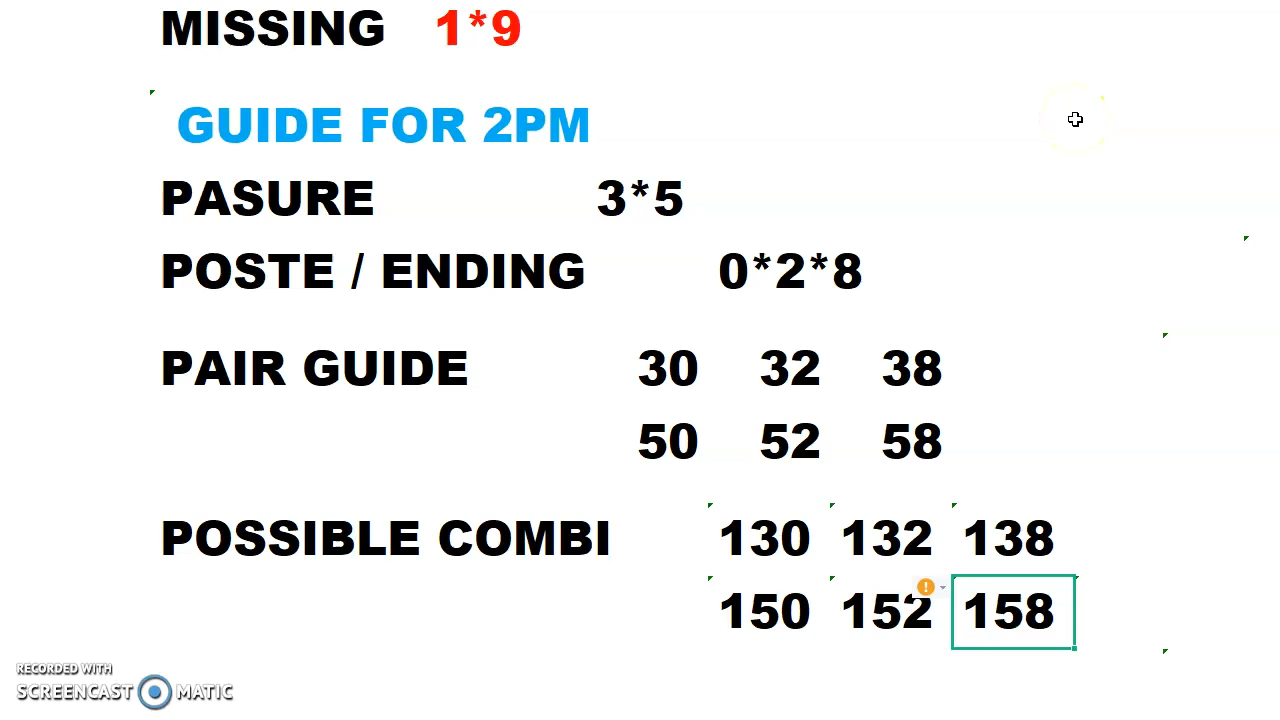 MISSING 1*9
GUIDE FOR 2PM
PASURE 3*5
POSTE / ENDING 0*2*8
PAIR GUIDE 30 32 38
50 52 58
POSSIBLE COMBI 130 132 138
150 152 158
RECORDED WITH
SCREENCAST MATIC